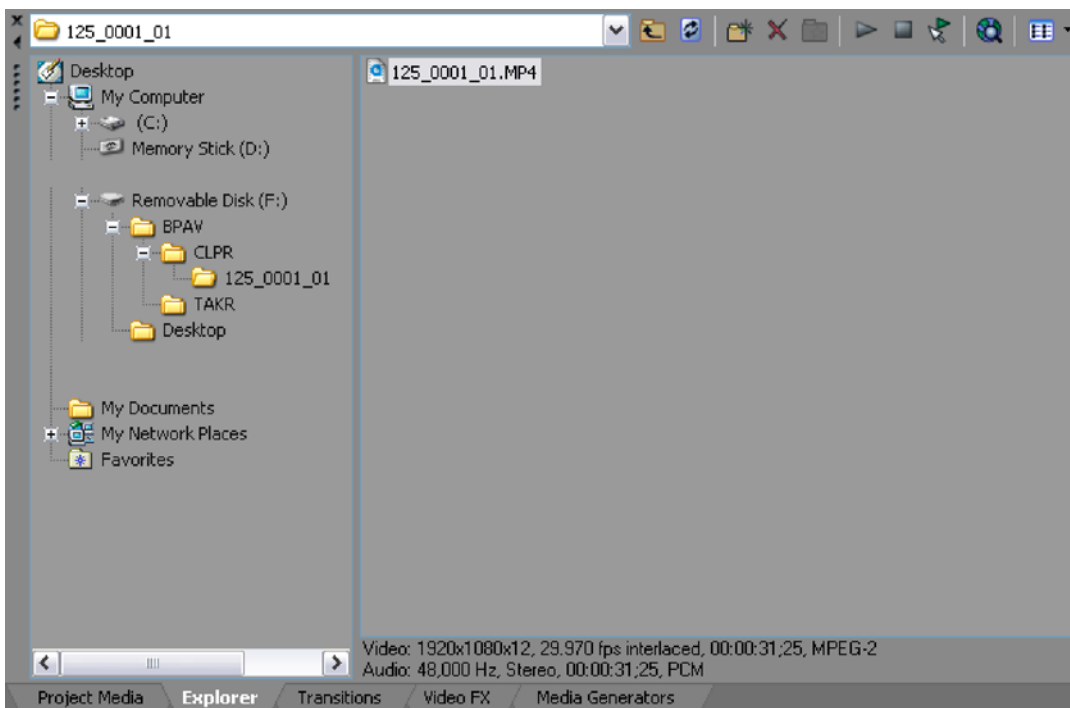 125_0001_01
Desktop
My Computer
(C:)
Memory Stick (D:)
Removable Disk (F:)
BPAV
CLPR
125_0001_01
TAKR
Desktop
My Documents
My Network Places
Favorites
125_0001_01.MP4
Video: 1920x1080x12, 29.970 fps interlaced, 00:00:31;25, MPEG-2
Audio: 48,000 Hz, Stereo, 00:00:31;25, PCM
Project Media Explorer Transitions Video FX Media Generators